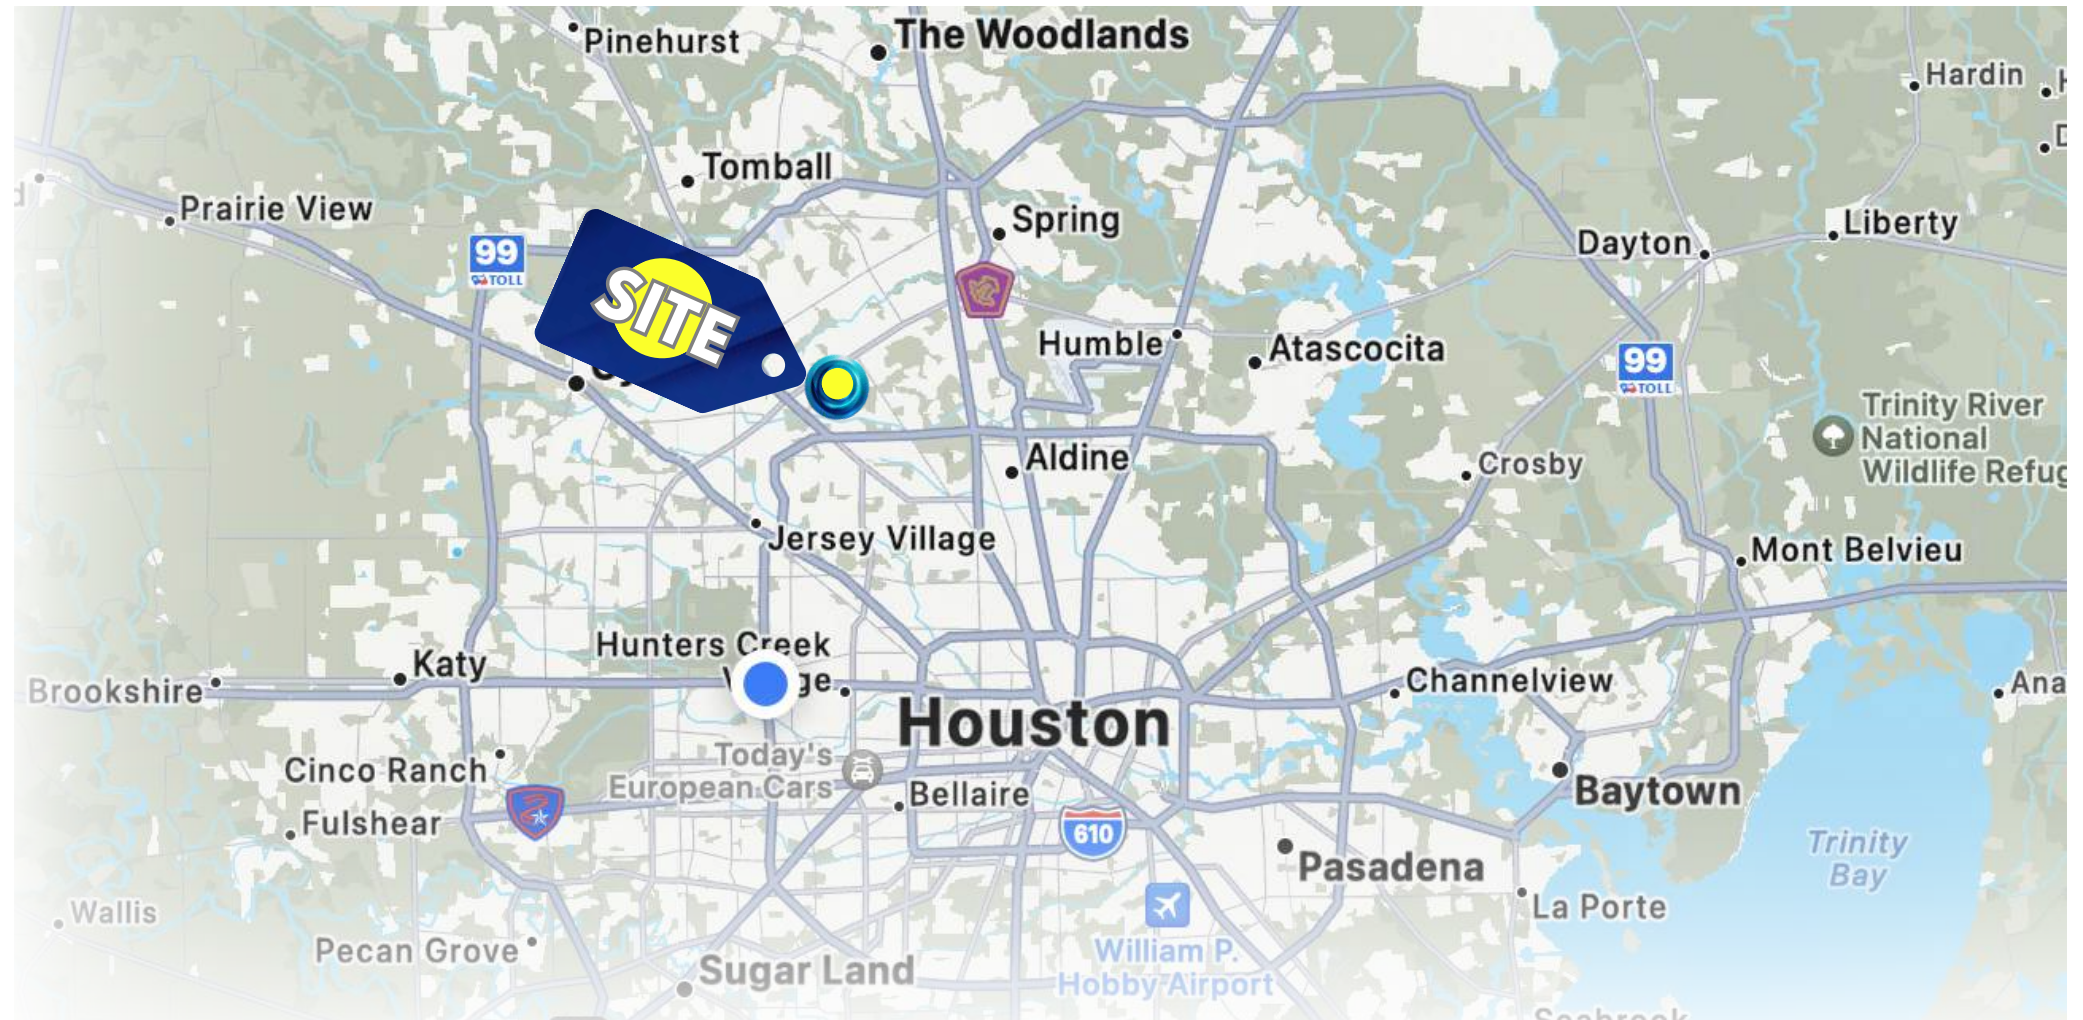 Pinehurst
The Woodlands
Hardin
Tomball
Prairie View
Spring
Liberty
Dayton
99
TOLL
SITE
Humble
Atascocita
99
TOLL
Trinity River
National
Wildlife Refug
Aldine
Crosby
Jersey Village
Mont Belvieu
Hunters Creek
Katy
Brookshire
Channelview
Ana
Houston
Today's
European Cars
Cinco Ranch
Bellaire
Baytown
Fulshear
610
Trinity
Bay
Pasadena
Wallis
La Porte
Pecan Grove
William P.
Hobby Airport
Sugar Land